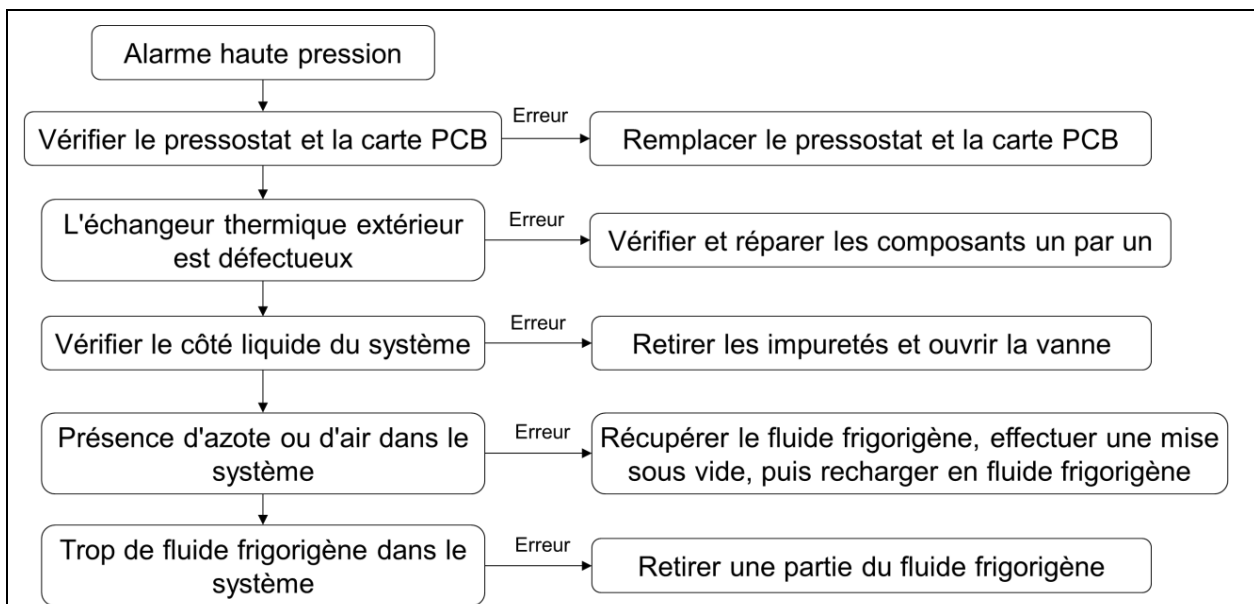 Alarme haute pression
Vérifier le pressostat et la carte PCB
Erreur
Remplacer le pressostat et la carte PCB
L'échangeur thermique extérieur
est défectueux
Erreur
Vérifier et réparer les composants un par un
Vérifier le côté liquide du système
Erreur
Retirer les impuretés et ouvrir la vanne
Présence d'azote ou d'air dans le
système
Erreur
Récupérer le fluide frigorigène, effectuer une mise
sous vide, puis recharger en fluide frigorigène
Trop de fluide frigorigène dans le
système
Erreur
Retirer une partie du fluide frigorigène